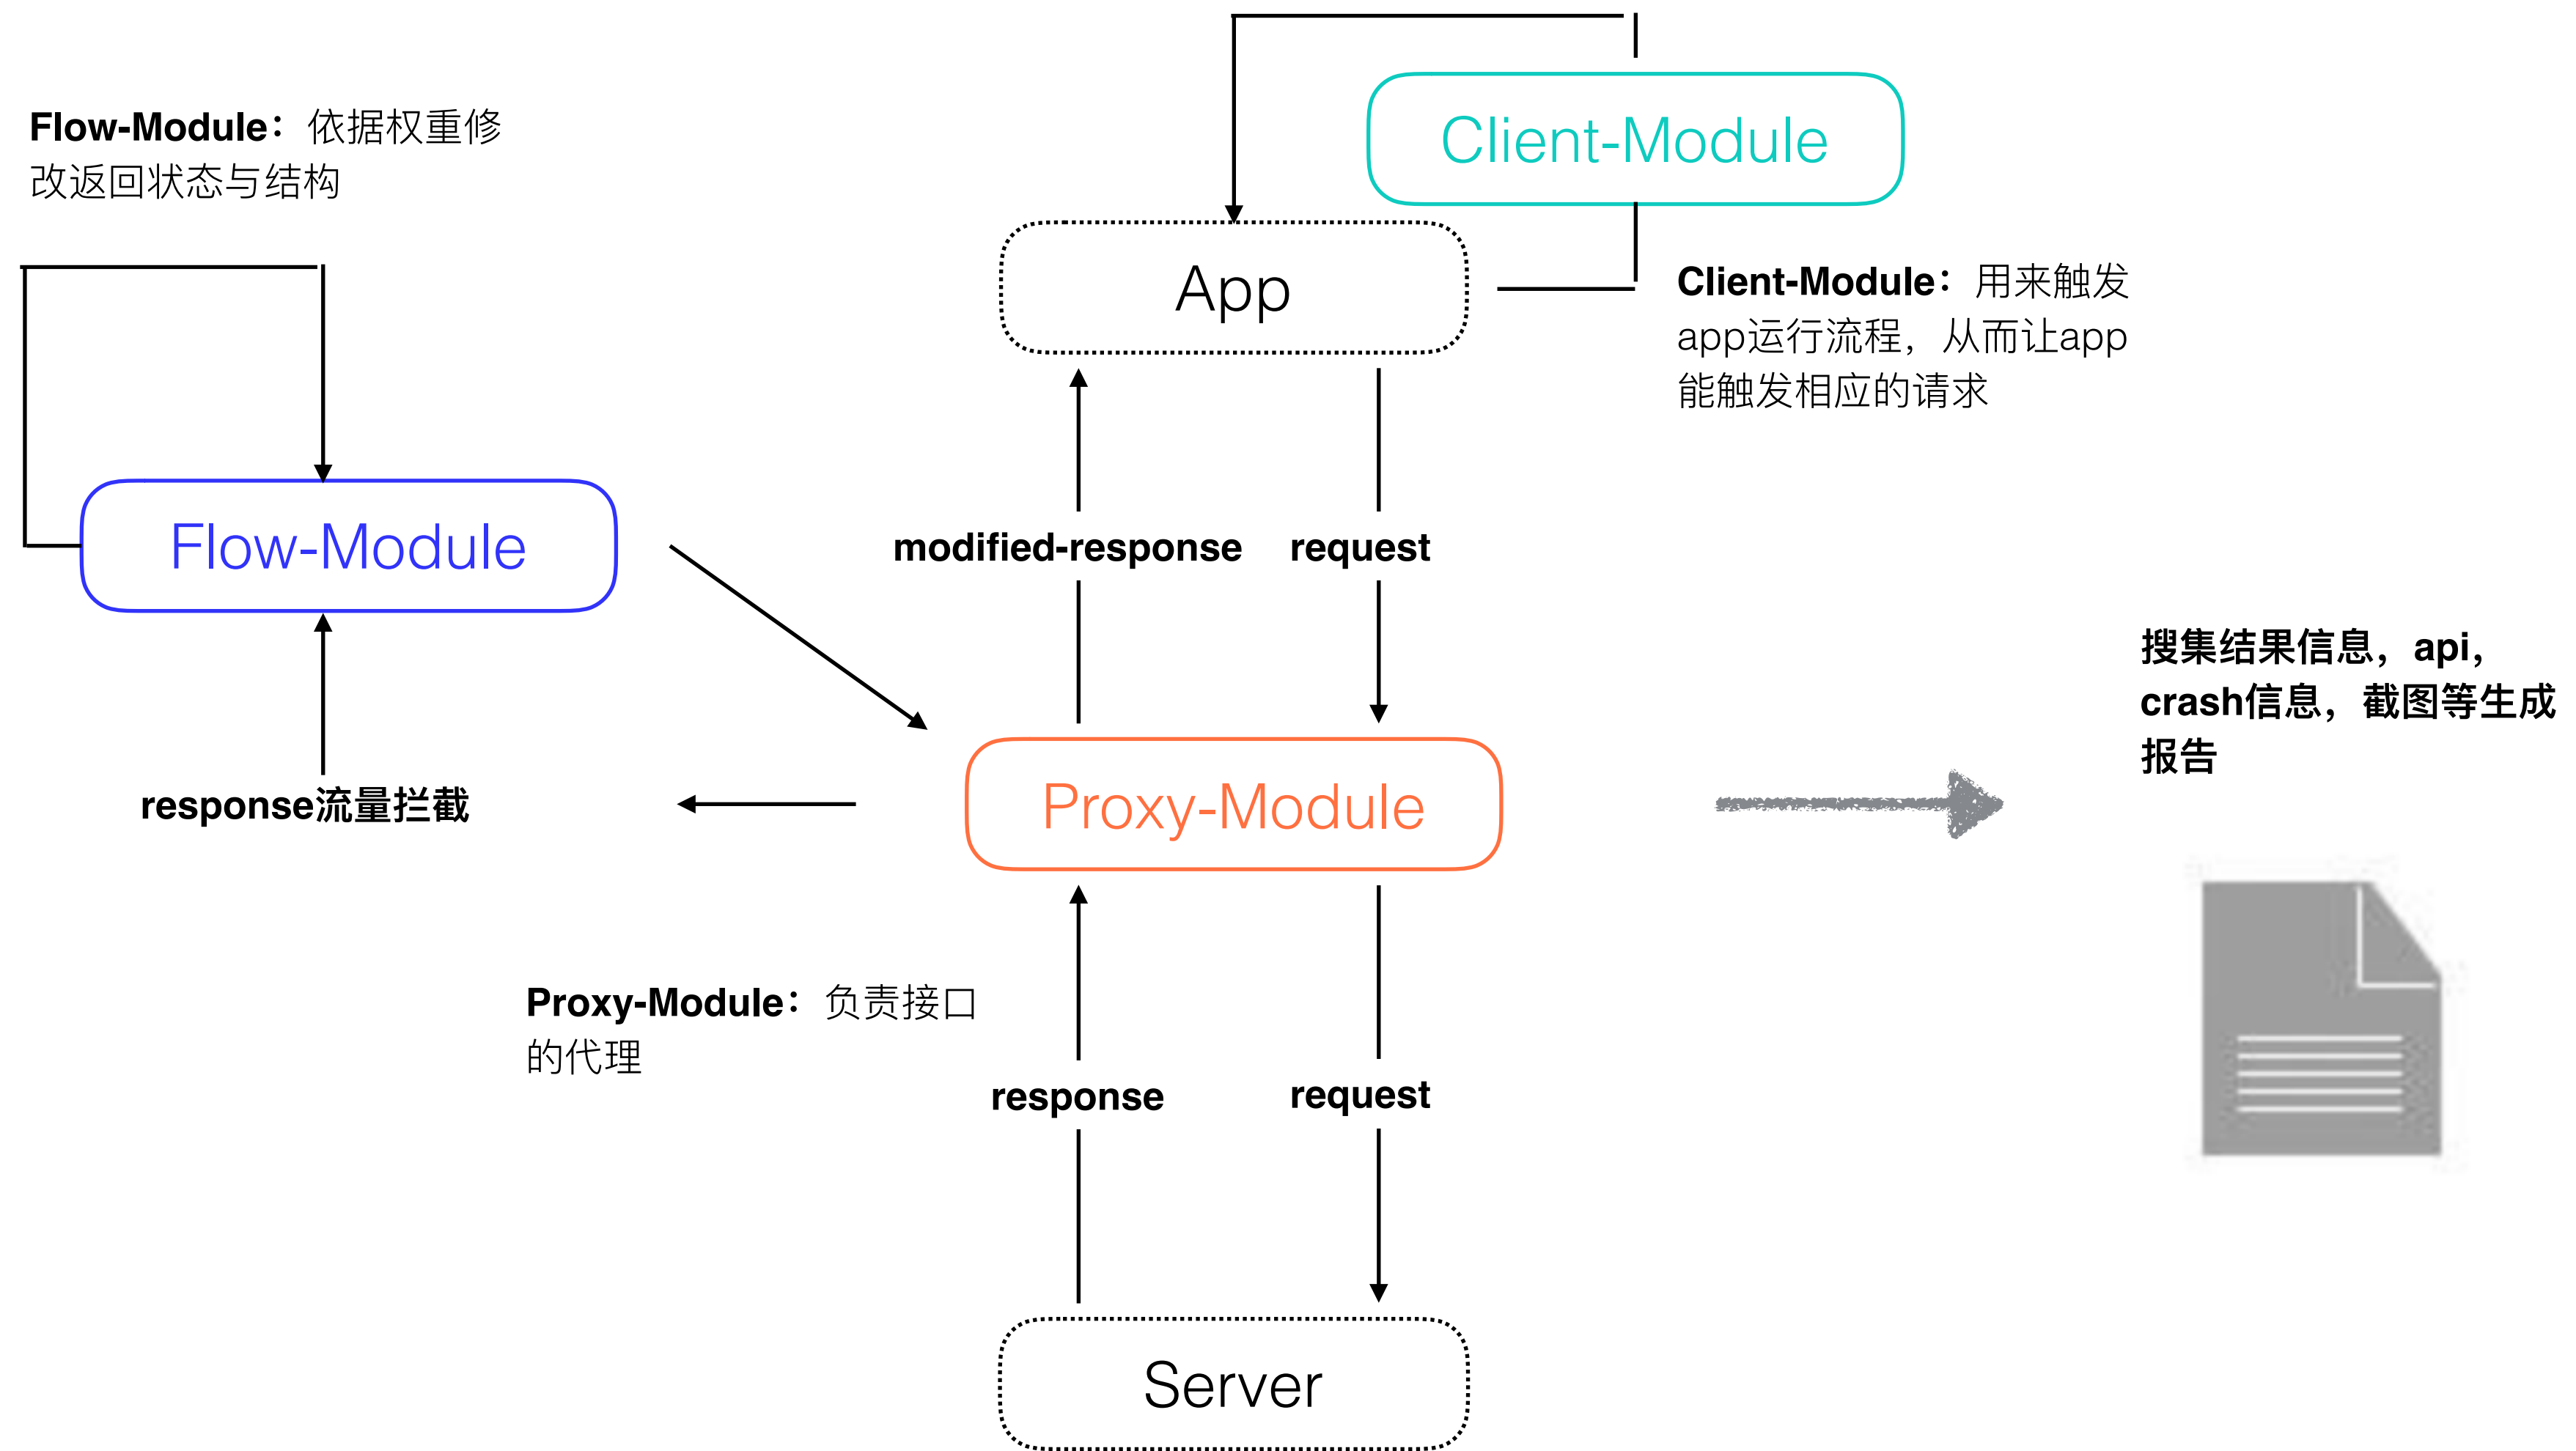 Client-Module
Flow-Module：依据权重修
改返回状态与结构
App
Client-Module：用来触发
app运行流程，从而让app
能触发相应的请求
Flow-Module
modified-response
request
搜集结果信息，api，
crash信息，截图等生成
报告
response流量拦截
Proxy-Module
Proxy-Module：负责接口
的代理
response
request
Server